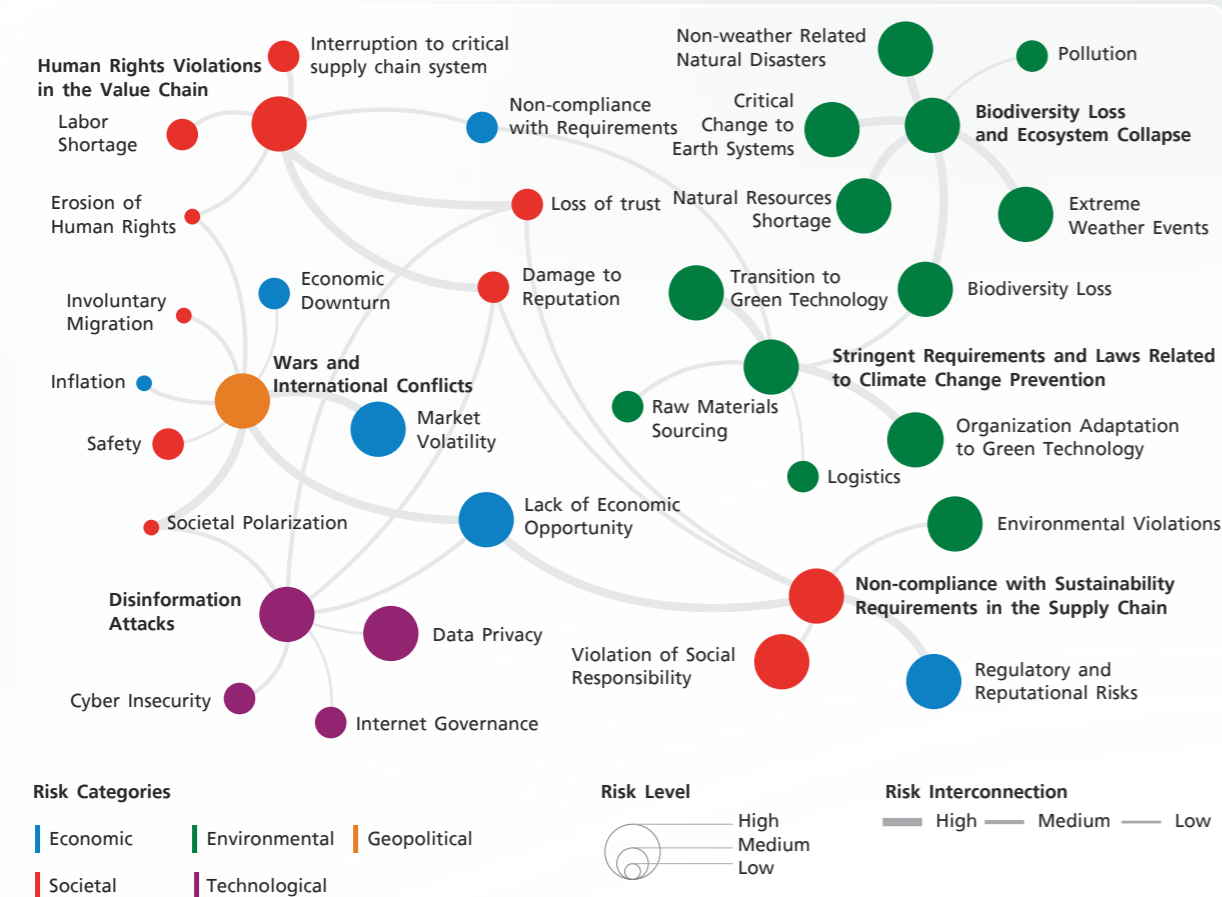 Interruption to critical
supply chain system
Human Rights Violations
in the Value Chain
Labor
Shortage
Non-compliance
with Requirements
Erosion of
Human Rights
Loss of trust
Economic
Downturn
Damage to
Reputation
Involuntary
Migration
Inflation
Wars and
International Conflicts
Market
Volatility
Safety
Societal Polarization
Lack of Economic
Opportunity
Disinformation
Attacks
Data Privacy
Cyber Insecurity
Internet Governance
Non-weather Related
Natural Disasters
Pollution
Critical
Change to
Earth Systems
Biodiversity Loss
and Ecosystem Collapse
Natural Resources
Shortage
Extreme
Weather Events
Transition to
Green Technology
Biodiversity Loss
Stringent Requirements and Laws Related
to Climate Change Prevention
Raw Materials
Sourcing
Organization Adaptation
to Green Technology
Logistics
Environmental Violations
Non-compliance with Sustainability
Requirements in the Supply Chain
Violation of Social
Responsibility
Regulatory and
Reputational Risks
Risk Categories
Economic
Environmental
Geopolitical
Societal
Technological
Risk Level
High
Medium
Low
Risk Interconnection
High
Medium
Low